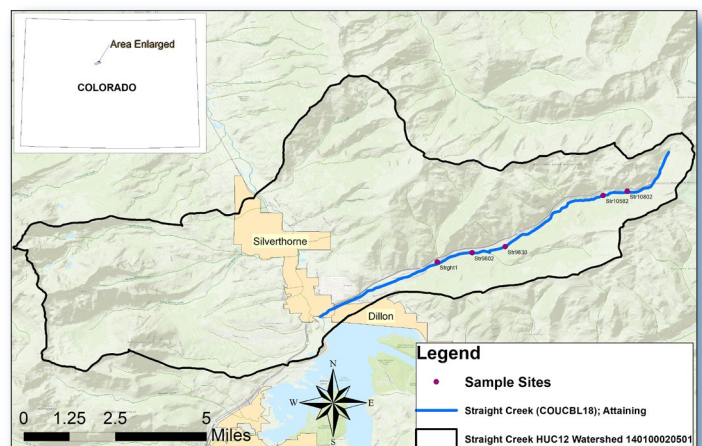 Area Enlarged
COLORADO
Silverthorne
Dillon
Str10582
Str10802
Strght1
Str9602
Str9830
0 1.25 2.5 5
Miles
N
W E
S
Legend
Sample Sites
Straight Creek (COUCBL18); Attaining
Straight Creek HUC12 Watershed 140100020501